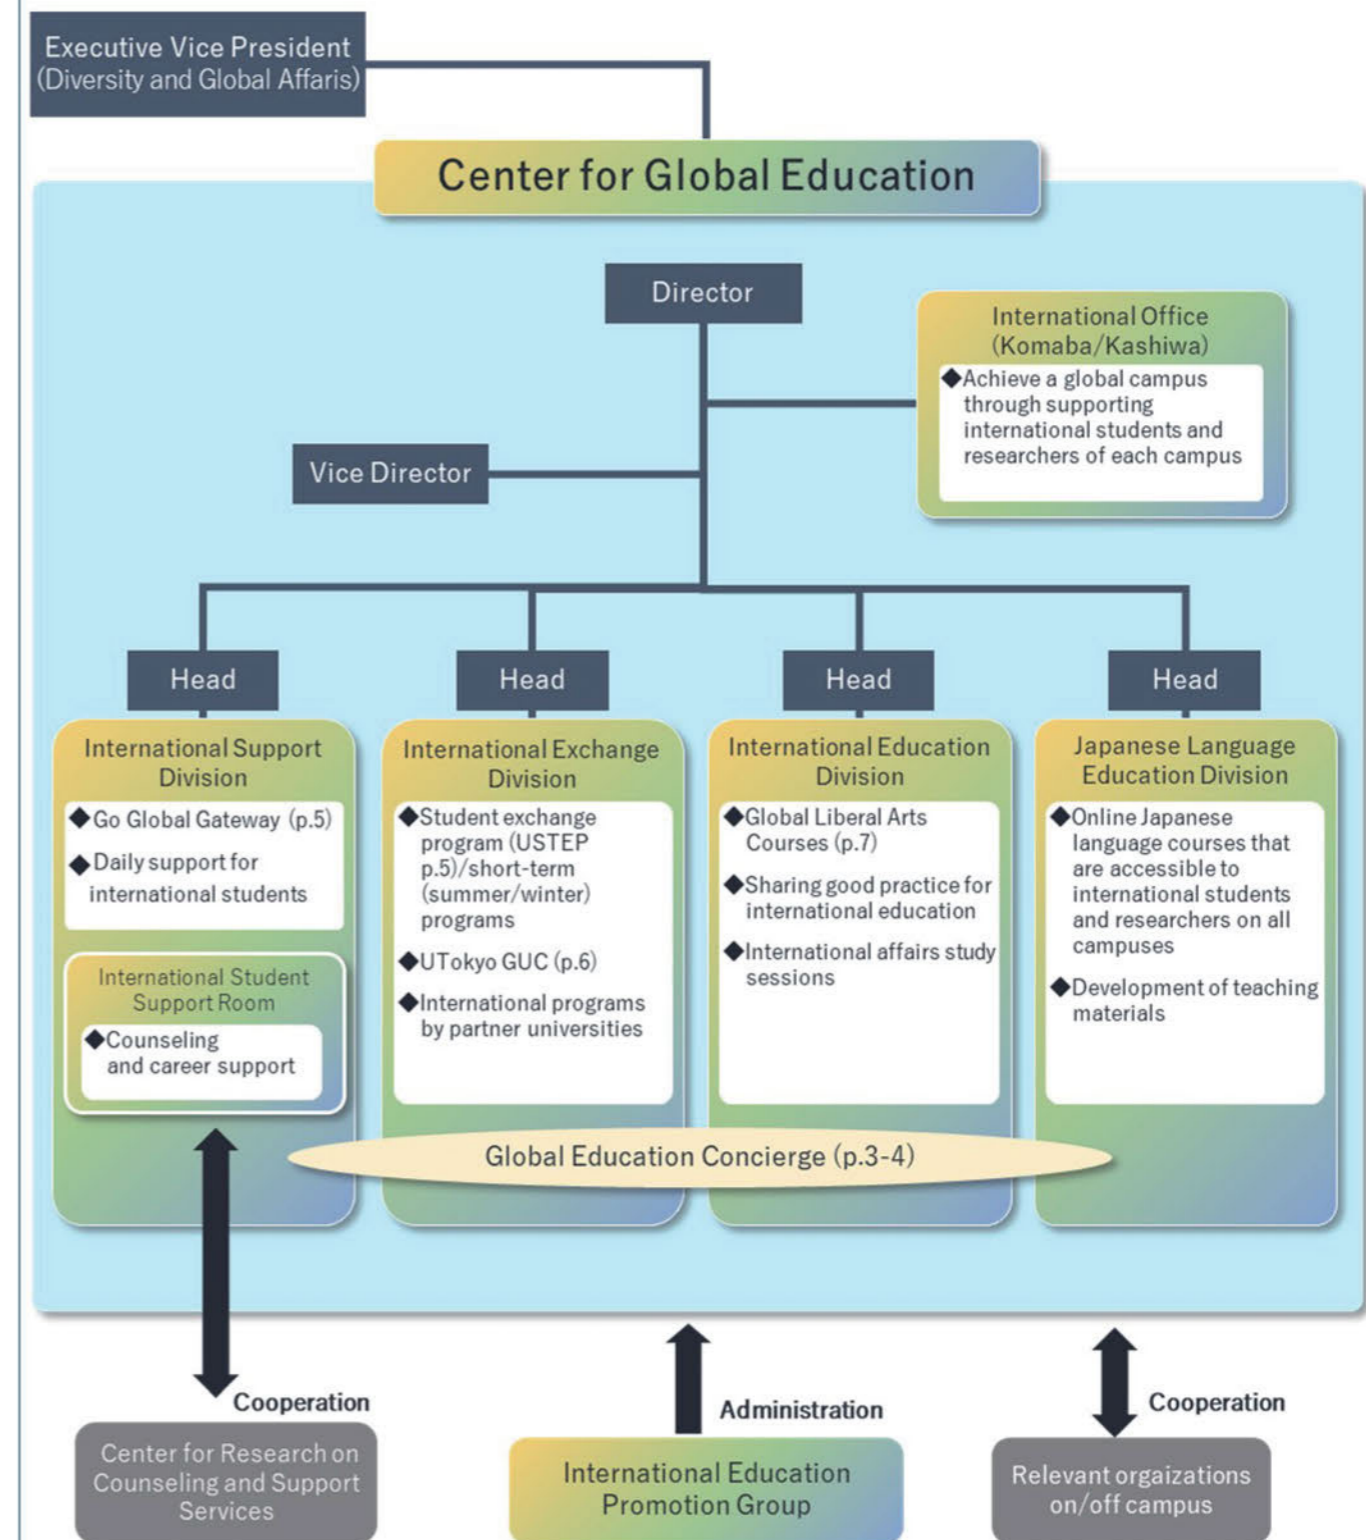 Executive Vice President
(Diversity and Global Affaris)
Center for Global Education
Director
International Office
(Komaba/Kashiwa)
◆Achieve a global campus
through supporting
international students and
researchers of each campus
Vice Director
Head
Head
Head
Head
International Support
Division
◆Go Global Gateway (p.5)
◆Daily support for
international students
International Student
Support Room
◆Counseling
and career support
International Exchange
Division
◆Student exchange
program (USTEP
p.5)/short-term
(summer/winter)
programs
◆UTokyo GUC (p.6)
◆International programs
by partner universities
International Education
Division
◆Global Liberal Arts
Courses (p.7)
◆Sharing good practice for
international education
◆International affairs study
sessions
Japanese Language
Education Division
◆Online Japanese
language courses that
are accessible to
international students
and researchers on all
campuses
◆Development of teaching
materials
Global Education Concierge (p.3-4)
Cooperation
Center for Research on
Counseling and Support
Services
Administration
International Education
Promotion Group
Cooperation
Relevant orgaizations
on/off campus